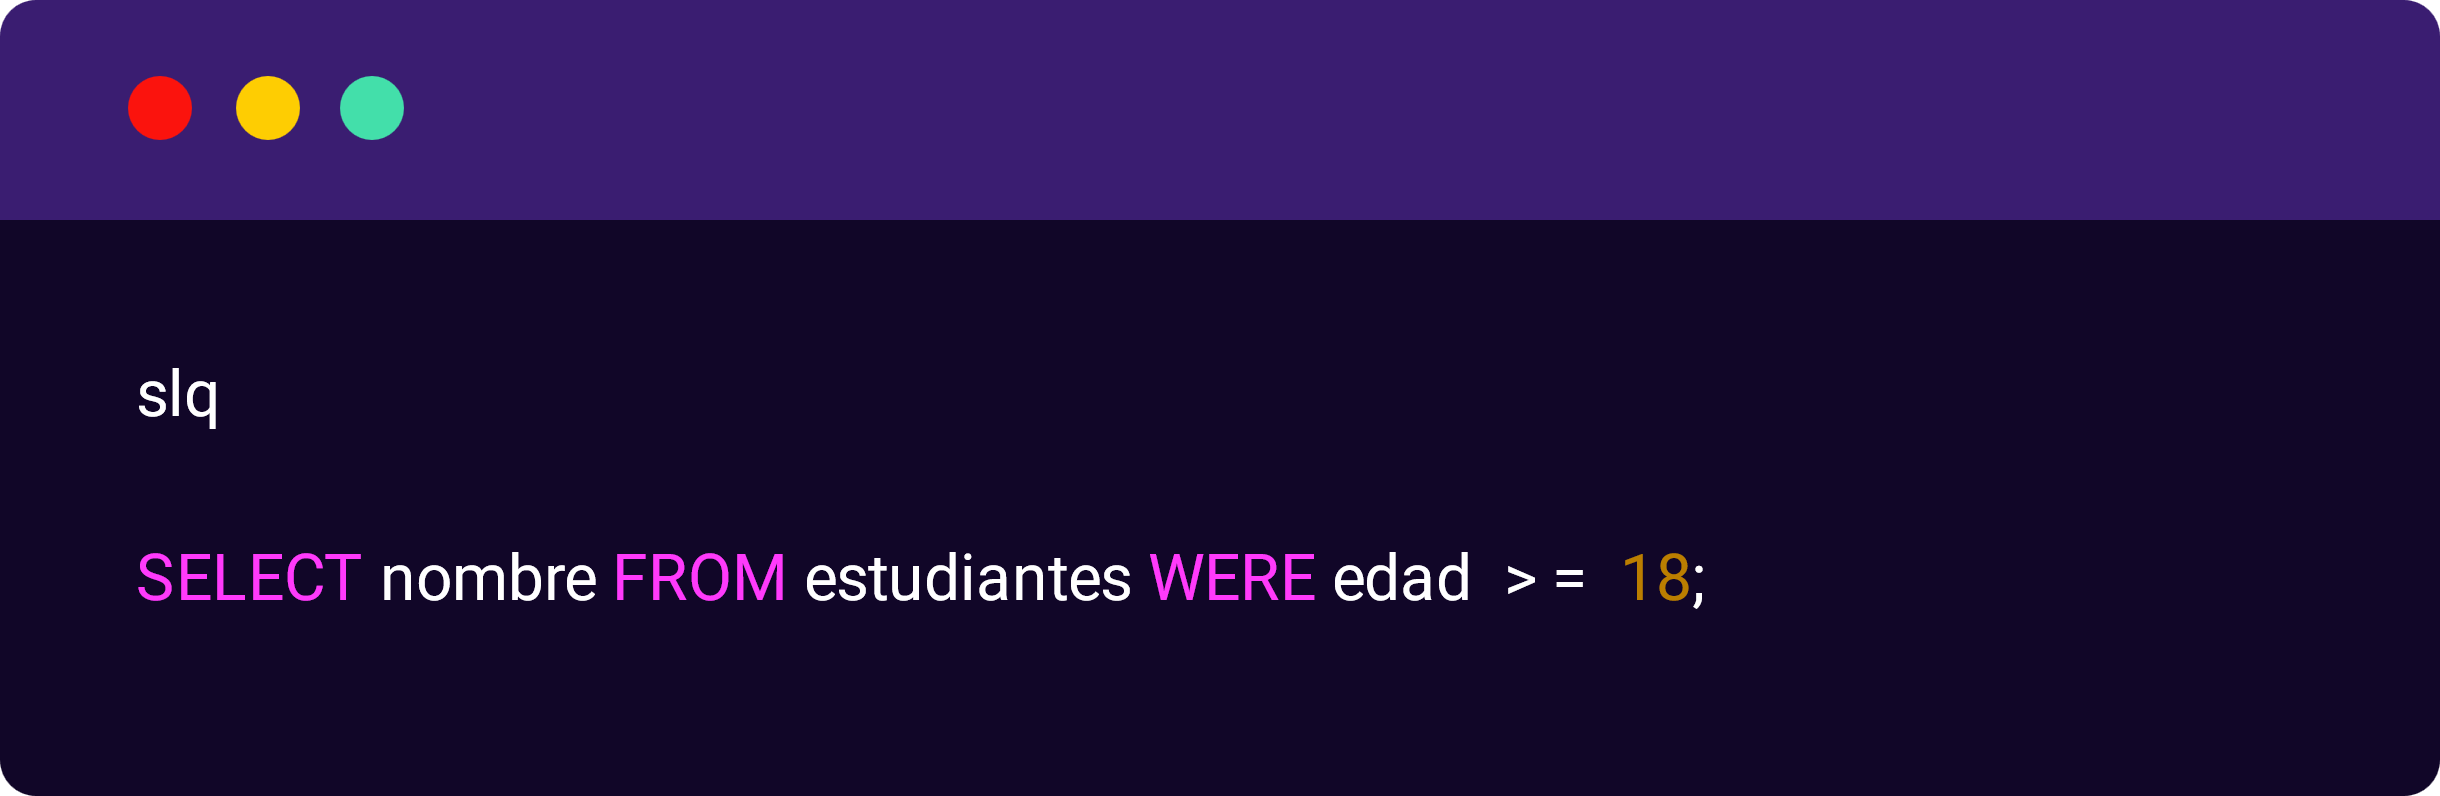 slq
SELECT nombre FROM estudiantes WERE edad > = 18;